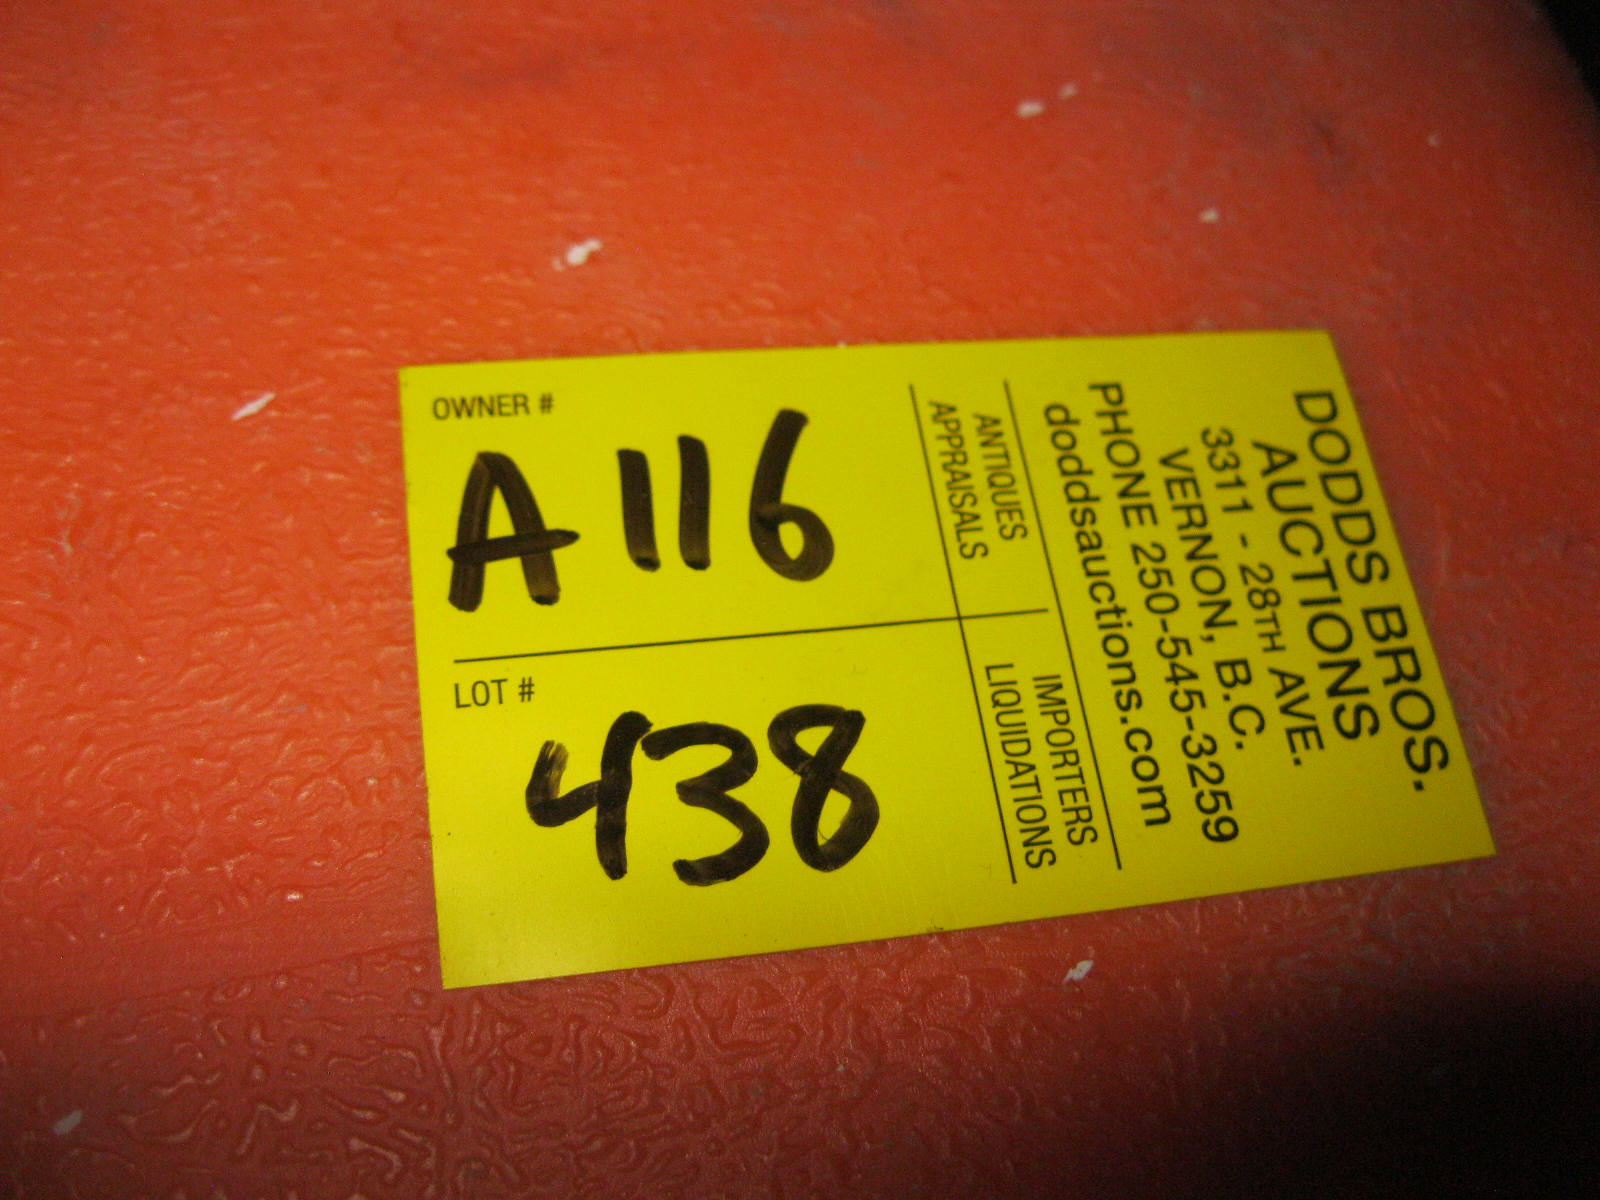 OWNER #
A116
LOT #
438
ANTIQUES
APPRAISALS
IMPORTERS
LIQUIDATIONS
DODDS BROS.
AUCTIONS
3311 - 28TH AVE.
VERNON, B.C.
PHONE 250-545-3259
doddsauctions.com